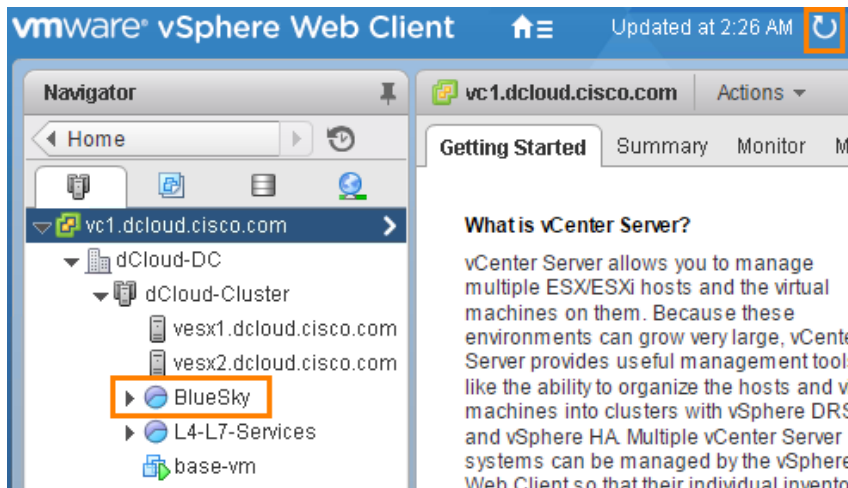 vmware® vSphere Web Client Updated at 2:26 AM
Navigator
Home
vc1.dcloud.cisco.com
dCloud-DC
dCloud-Cluster
vesx1.dcloud.cisco.com
vesx2.dcloud.cisco.com
BlueSky
L4-L7-Services
base-vm
vc1.dcloud.cisco.com Actions
Getting Started Summary Monitor M
What is vCenter Server?
vCenter Server allows you to manage
multiple ESX/ESXi hosts and the virtual
machines on them. Because these
environments can grow very large, vCente
Server provides useful management tools
like the ability to organize the hosts and v
machines into clusters with vSphere DRS
and vSphere HA. Multiple vCenter Server
systems can be managed by the vSphere
Web Client so that their individual invento